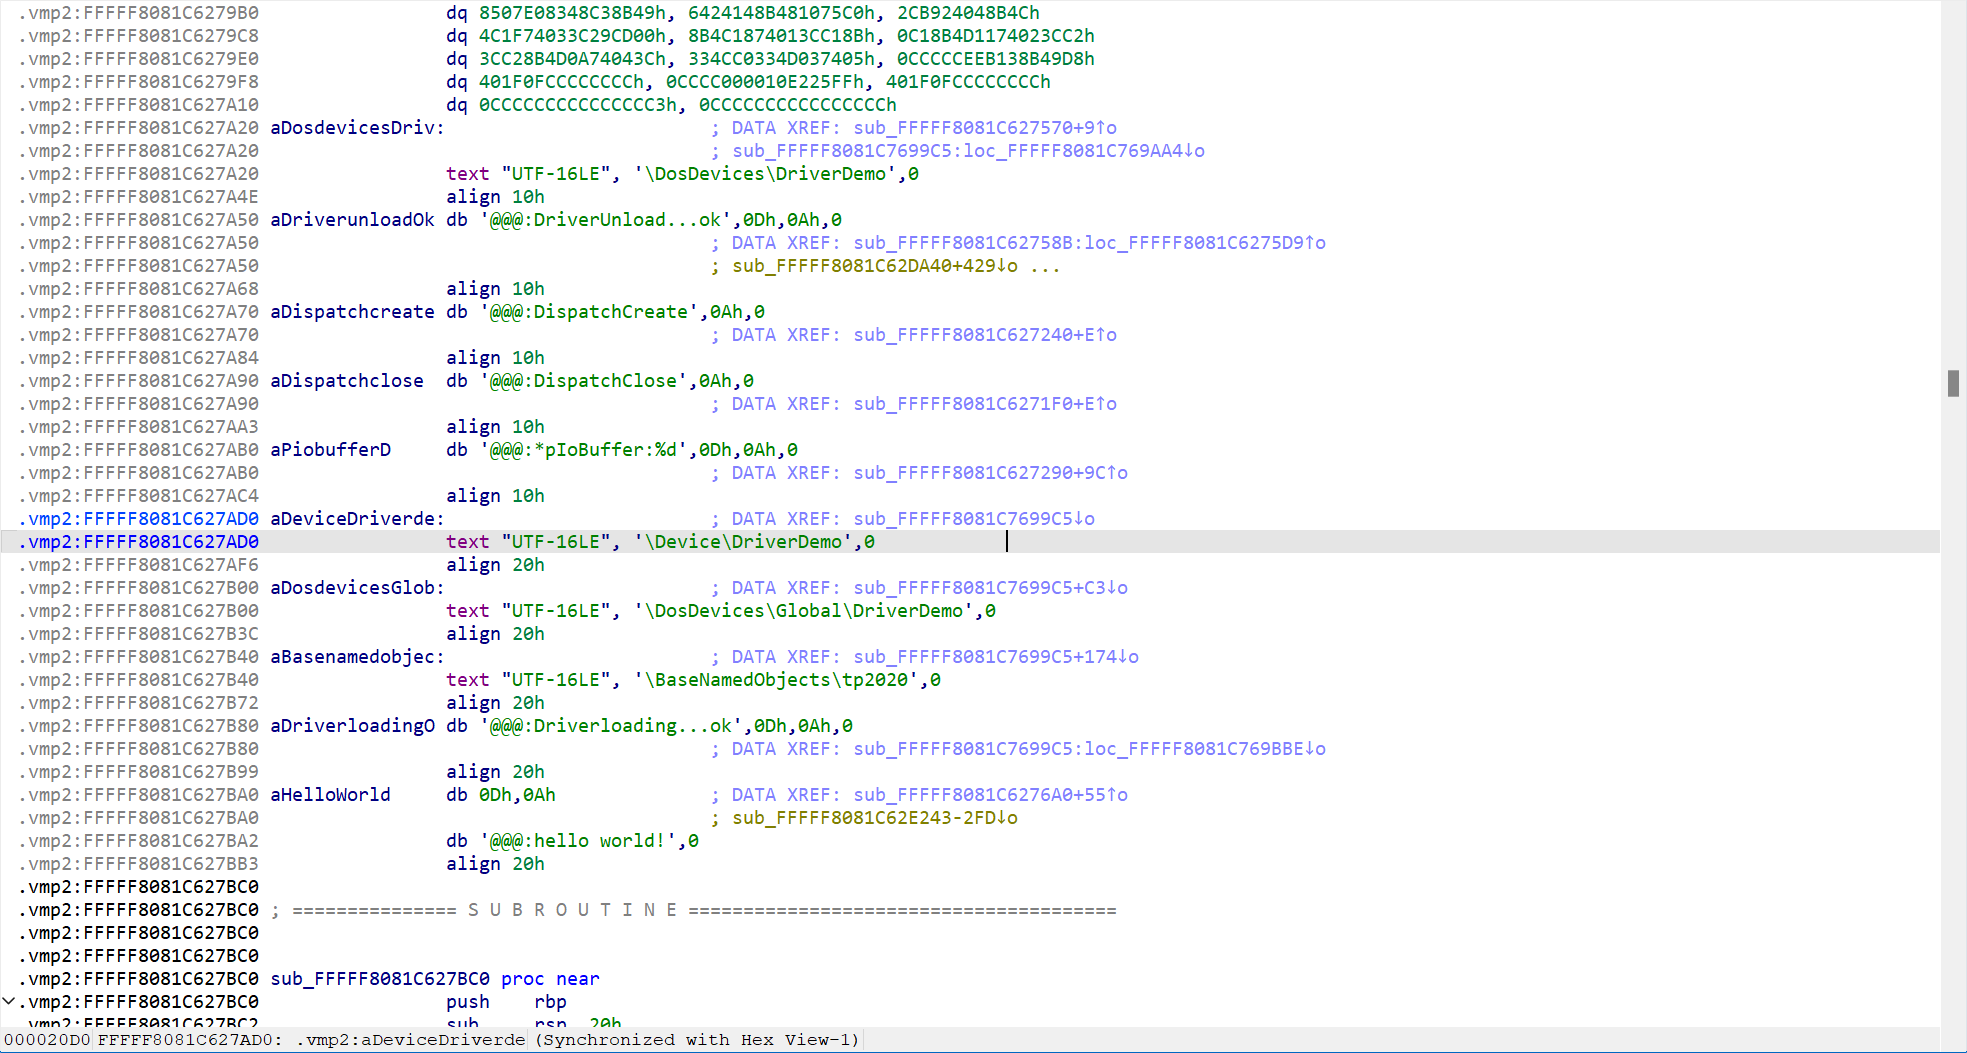 .vmp2:FFFFF8081C6279B0 dq 8507E08348C38B49h, 6424148B481075C0h, 2CB924048B4Ch
.vmp2:FFFFF8081C6279C8 dq 4C1F74033C29CD00h, 8B4C1874013CC18Bh, 0C18B4D1174023CC2h
.vmp2:FFFFF8081C6279E0 dq 3CC28B4D0A74043Ch, 334CC0334D037405h, 0CCCCCEEB138B49D8h
.vmp2:FFFFF8081C6279F8 dq 401F0FCCCCCCCCh, 0CCCC000010E225FFh, 401F0FCCCCCCCCh
.vmp2:FFFFF8081C627A10 dq 0CCCCCCCCCCCCCCC3h, 0CCCCCCCCCCCCCCCCh
.vmp2:FFFFF8081C627A20 aDosdevicesDriv: ; DATA XREF: sub_FFFFF8081C627570+9↑o
.vmp2:FFFFF8081C627A20 ; sub_FFFFF8081C7699C5:loc_FFFFF8081C769AA4↓o
.vmp2:FFFFF8081C627A20 text "UTF-16LE", '\DosDevices\DriverDemo',0
.vmp2:FFFFF8081C627A4E align 10h
.vmp2:FFFFF8081C627A50 aDriverunloadOk db '@@@:DriverUnload...ok',0Dh,0Ah,0
.vmp2:FFFFF8081C627A50 ; DATA XREF: sub_FFFFF8081C62758B:loc_FFFFF8081C6275D9↑o
.vmp2:FFFFF8081C627A50 ; sub_FFFFF8081C62DA40+429↓o ...
.vmp2:FFFFF8081C627A68 align 10h
.vmp2:FFFFF8081C627A70 aDispatchcreate db '@@@:DispatchCreate',0Ah,0
.vmp2:FFFFF8081C627A70 ; DATA XREF: sub_FFFFF8081C627240+E↑o
.vmp2:FFFFF8081C627A84 align 10h
.vmp2:FFFFF8081C627A90 aDispatchclose db '@@@:DispatchClose',0Ah,0
.vmp2:FFFFF8081C627A90 ; DATA XREF: sub_FFFFF8081C6271F0+E↑o
.vmp2:FFFFF8081C627AA3 align 10h
.vmp2:FFFFF8081C627AB0 aPiobufferD db '@@@:*pIoBuffer:%d',0Dh,0Ah,0
.vmp2:FFFFF8081C627AB0 ; DATA XREF: sub_FFFFF8081C627290+9C↑o
.vmp2:FFFFF8081C627AC4 align 10h
.vmp2:FFFFF8081C627AD0 aDeviceDriverde: ; DATA XREF: sub_FFFFF8081C7699C5↓o
.vmp2:FFFFF8081C627AD0 text "UTF-16LE", '\Device\DriverDemo',0
.vmp2:FFFFF8081C627AF6 align 20h
.vmp2:FFFFF8081C627B00 aDosdevicesGlob: ; DATA XREF: sub_FFFFF8081C7699C5+C3↓o
.vmp2:FFFFF8081C627B00 text "UTF-16LE", '\DosDevices\Global\DriverDemo',0
.vmp2:FFFFF8081C627B3C align 20h
.vmp2:FFFFF8081C627B40 aBasenamedobjec: ; DATA XREF: sub_FFFFF8081C7699C5+174↓o
.vmp2:FFFFF8081C627B40 text "UTF-16LE", '\BaseNamedObjects\tp2020',0
.vmp2:FFFFF8081C627B72 align 20h
.vmp2:FFFFF8081C627B80 aDriverloadingO db '@@@:Driverloading...ok',0Dh,0Ah,0
.vmp2:FFFFF8081C627B80 ; DATA XREF: sub_FFFFF8081C7699C5:loc_FFFFF8081C769BBE↓o
.vmp2:FFFFF8081C627B99 align 20h
.vmp2:FFFFF8081C627BA0 aHelloWorld db 0Dh,0Ah ; DATA XREF: sub_FFFFF8081C6276A0+55↑o
.vmp2:FFFFF8081C627BA0 ; sub_FFFFF8081C62E243-2FD↓o
.vmp2:FFFFF8081C627BA2 db '@@@:hello world!',0
.vmp2:FFFFF8081C627BB3 align 20h
.vmp2:FFFFF8081C627BC0
.vmp2:FFFFF8081C627BC0 ; =============== S U B R O U T I N E =======================================
.vmp2:FFFFF8081C627BC0
.vmp2:FFFFF8081C627BC0
.vmp2:FFFFF8081C627BC0 sub_FFFFF8081C627BC0 proc near
.vmp2:FFFFF8081C627BC0 push rbp
.vmp2:FFFFF8081C627BC2 sub rsp, 20h
000020D0 FFFFF8081C627AD0: .vmp2:aDeviceDriverde (Synchronized with Hex View-1)